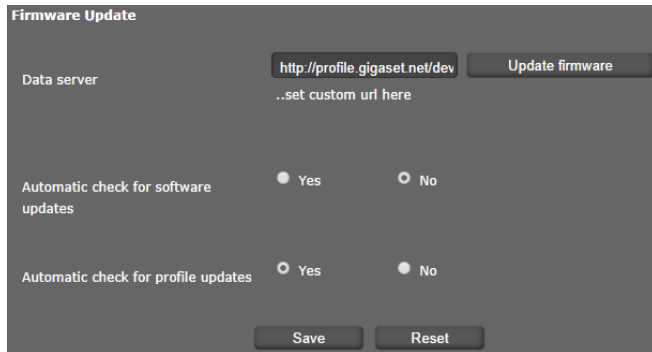 Firmware Update
Data server
http://profile.gigaset.net/dev
Update firmware
..set custom url here
Automatic check for software
updates
Yes
No
Automatic check for profile updates
Yes
No
Save
Reset